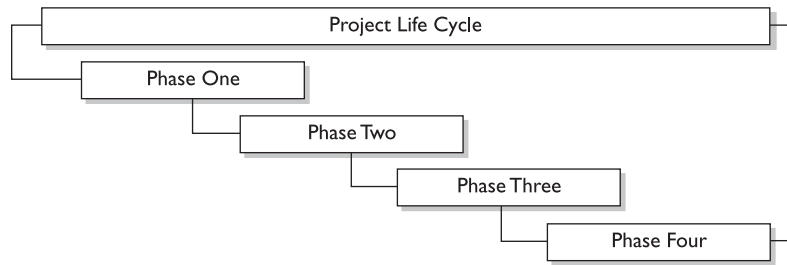 Project Life Cycle
Phase One
Phase Two
Phase Three
Phase Four